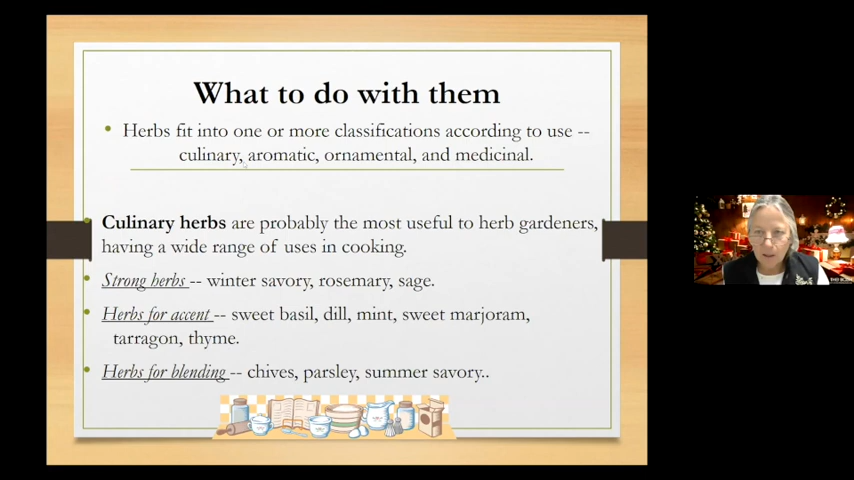 What to do with them
• Herbs fit into one or more classifications according to use --
culinary, aromatic, ornamental, and medicinal.
• Culinary herbs are probably the most useful to herb gardeners,
having a wide range of uses in cooking.
• Strong herbs -- winter savory, rosemary, sage.
• Herbs for accent -- sweet basil, dill, mint, sweet marjoram,
tarragon, thyme.
• Herbs for blending -- chives, parsley, summer savory..